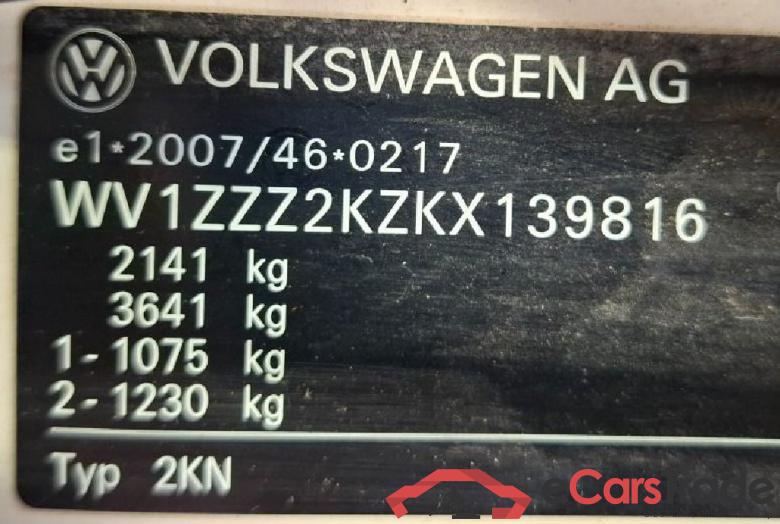 VOLKSWAGEN AG
e1*2007/46*0217
WV1ZZZ2KZKX139816
2141 kg
3641 kg
1-1075 kg
2-1230 kg
Typ 2KN
eCarsTrade